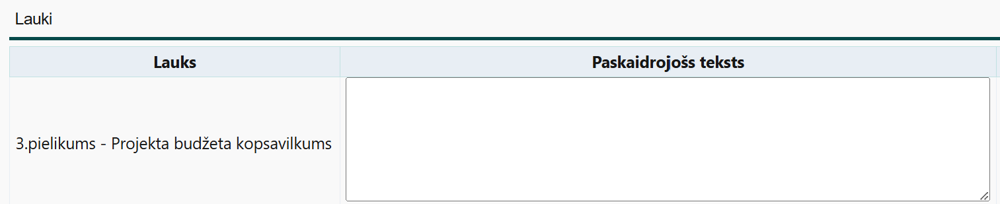 Lauki
Lauks
Paskaidrojošs teksts
3.pielikums - Projekta budžeta kopsavilkums